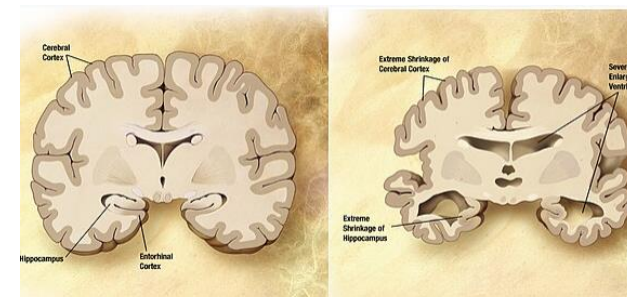 Cerebral
Cortex
Hippocampus
Entorhinal
Cortex
Extreme Shrinkage of
Cerebral Cortex
Extreme
Shrinkage of
Hippocampus